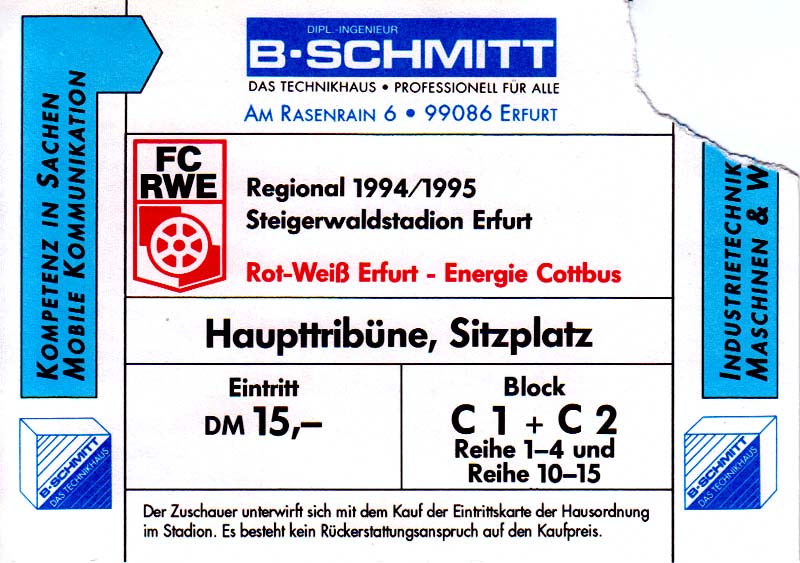 DIPL.-INGENIEUR
B-SCHMITT
DAS TECHNIKHAUS • PROFESSIONELL FÜR ALLE
AM RASENRAIN 6 • 99086 ERFURT
KOMPETENZ IN SACHEN
MOBILE KOMMUNIKATION
FC
RWE
Regional 1994/1995
Steigerwaldstadion Erfurt
Rot-Weiß Erfurt - Energie Cottbus
INDUSTRIETECHNIK
MASCHINEN & W
Haupttribüne, Sitzplatz
Eintritt
DM 15,–
Block
C 1 + C 2
Reihe 1–4 und
Reihe 10–15
B-SCHMITT
DAS TECHNIKHAUS
B-SCHMITT
DAS TECHNIKHAUS
Der Zuschauer unterwirft sich mit dem Kauf der Eintrittskarte der Hausordnung
im Stadion. Es besteht kein Rückerstattungsanspruch auf den Kaufpreis.